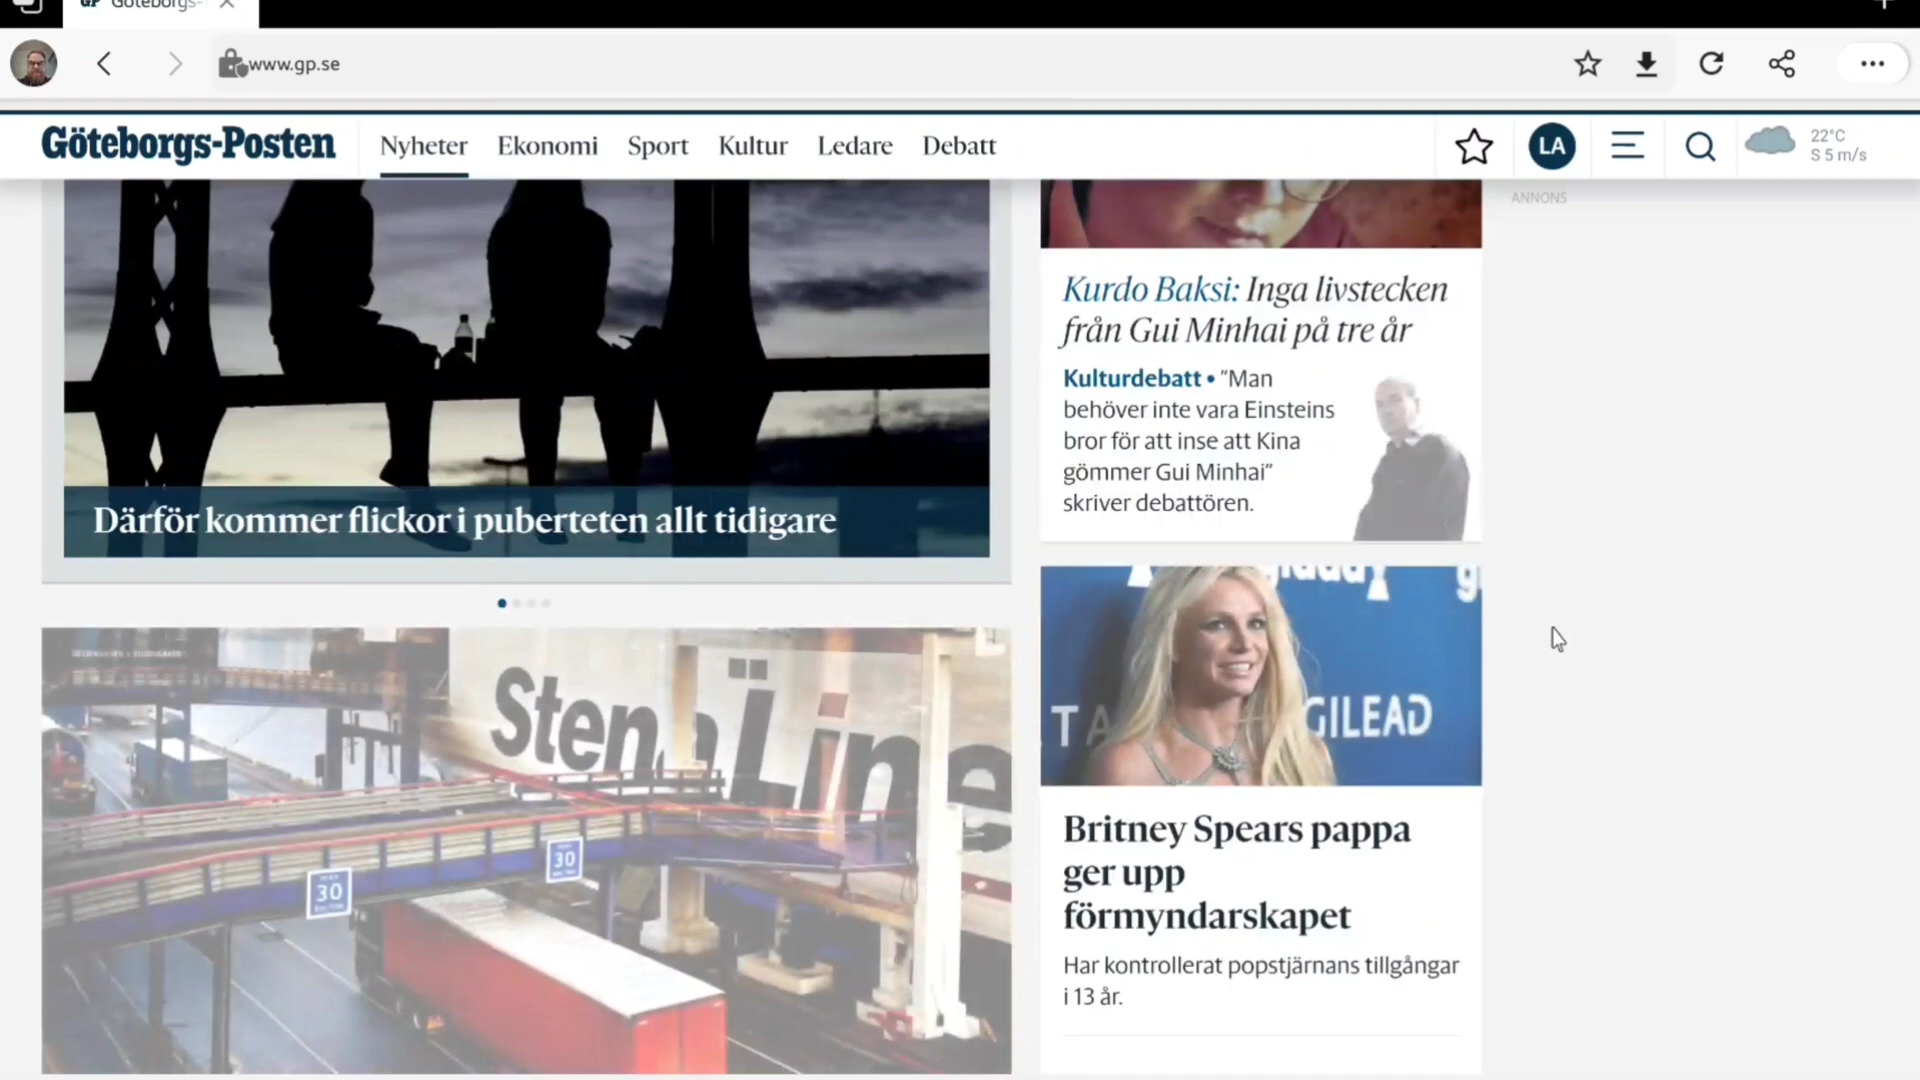 Göteborgs-
www.gp.se
Göteborgs-Posten
Nyheter Ekonomi Sport Kultur Ledare Debatt
LA
22°C
S 5 m/s
ANNONS
Därför kommer flickor i puberteten allt tidigare
Kurdo Baksi: Inga livstecken
från Gui Minhai på tre år
Kulturdebatt • ”Man
behöver inte vara Einsteins
bror för att inse att Kina
gömmer Gui Minhai”
skriver debattören.
Stena Line
30
30
GILEAD
Britney Spears pappa
ger upp
förmyndarskapet
Har kontrollerat popstjärnans tillgångar
i 13 år.